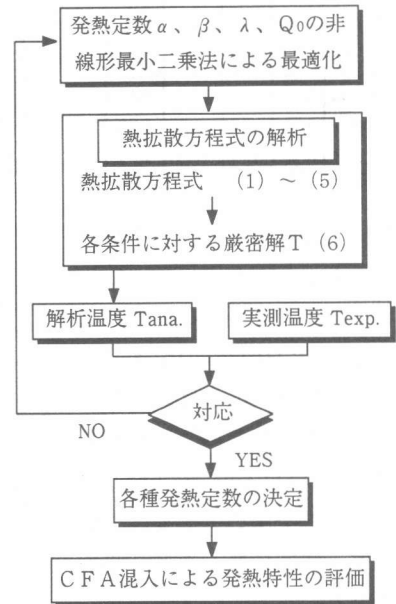 発熱定数α、β、λ、Q₀の非
線形最小二乗法による最適化
熱拡散方程式の解析
熱拡散方程式 (1) ～ (5)
各条件に対する厳密解T (6)
解析温度 Tana.
実測温度 Texp.
対応
NO
YES
各種発熱定数の決定
CFA混入による発熱特性の評価